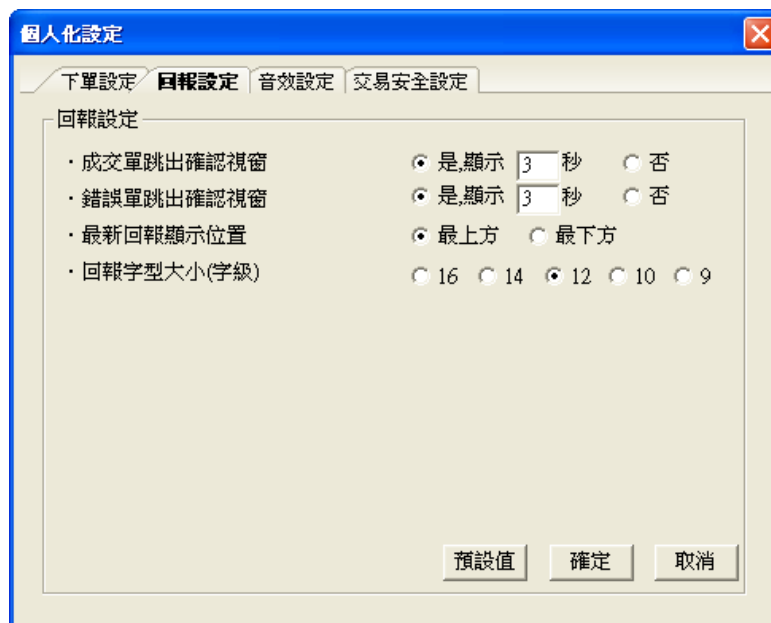 個人化設定
下單設定 回報設定 音效設定 交易安全設定
回報設定
・成交單跳出確認視窗 是,顯示 3 秒 否
・錯誤單跳出確認視窗 是,顯示 3 秒 否
・最新回報顯示位置 最上方 最下方
・回報字型大小(字級) 16 14 12 10 9
預設值 確定 取消